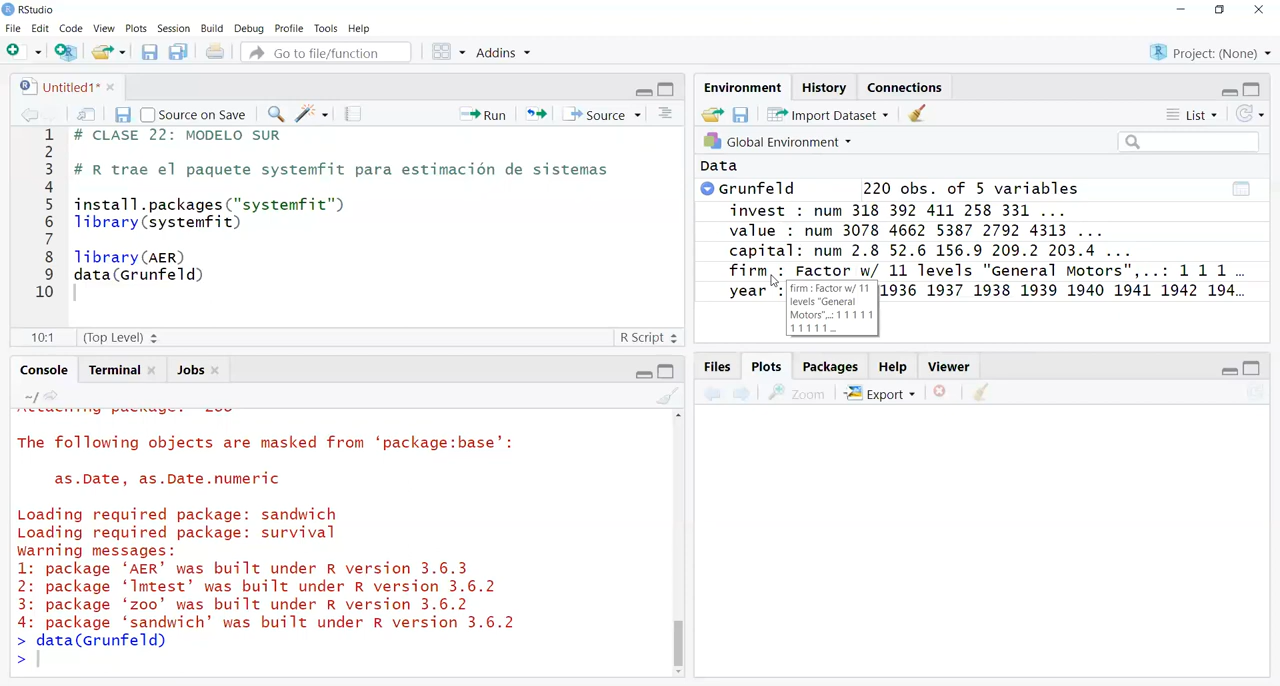 RStudio
File Edit Code View Plots Session Build Debug Profile Tools Help
Go to file/function Addins Project: (None)
Untitled1*
Source on Save Run Source
1 # CLASE 22: MODELO SUR
2
3 # R trae el paquete systemfit para estimación de sistemas
4
5 install.packages("systemfit")
6 library(systemfit)
7
8 library(AER)
9 data(Grunfeld)
10
10:1 (Top Level) R Script
Console Terminal Jobs
~/
Attaching package: ‘zoo’
The following objects are masked from ‘package:base’:
as.Date, as.Date.numeric
Loading required package: sandwich
Loading required package: survival
Warning messages:
1: package ‘AER’ was built under R version 3.6.3
2: package ‘lmtest’ was built under R version 3.6.2
3: package ‘zoo’ was built under R version 3.6.2
4: package ‘sandwich’ was built under R version 3.6.2
> data(Grunfeld)
>
Environment History Connections
Import Dataset List
Global Environment
Data
Grunfeld 220 obs. of 5 variables
invest : num 318 392 411 258 331 ...
value : num 3078 4662 5387 2792 4313 ...
capital: num 2.8 52.6 156.9 209.2 203.4 ...
firm : Factor w/ 11 levels "General Motors",..: 1 1 1 …
year : 1936 1937 1938 1939 1940 1941 1942 194…
firm : Factor w/ 11
levels "General
Motors",..: 1 1 1 1 1
1 1 1 1 1 ...
Files Plots Packages Help Viewer
Zoom Export